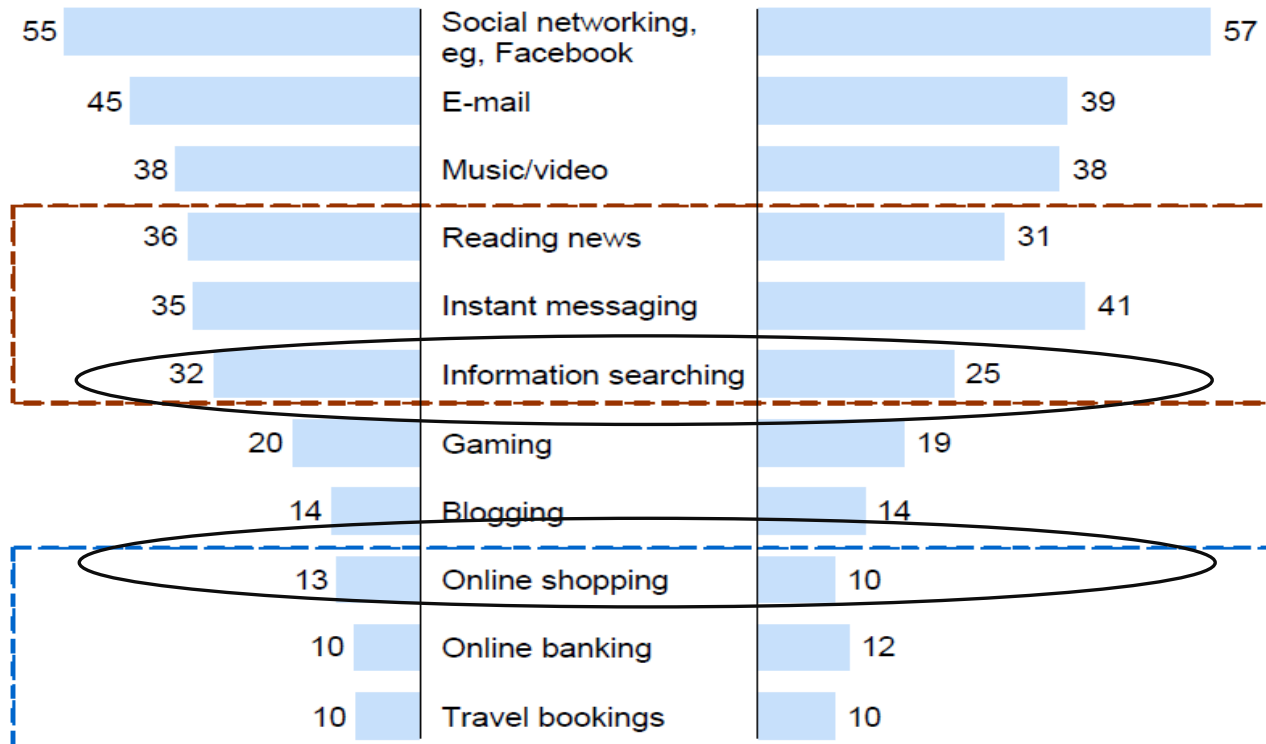 55 Social networking, 57
eg, Facebook
45 E-mail 39
38 Music/video 38
36 Reading news 31
35 Instant messaging 41
32 Information searching 25
20 Gaming 19
14 Blogging 14
13 Online shopping 10
10 Online banking 12
10 Travel bookings 10